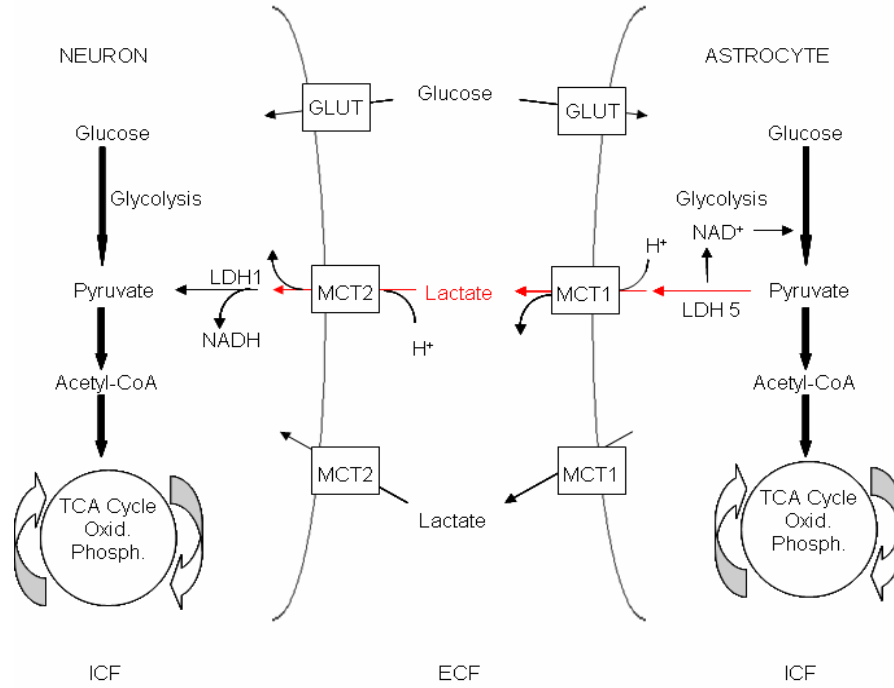 NEURON
ASTROCYTE
GLUT
Glucose
GLUT
Glucose
Glucose
Glycolysis
Glycolysis
NAD⁺
H⁺
LDH1
Pyruvate
MCT2
Lactate
MCT1
LDH 5
Pyruvate
NADH
H⁺
Acetyl-CoA
Acetyl-CoA
MCT2
MCT1
TCA Cycle
Oxid.
Phosph.
Lactate
TCA Cycle
Oxid.
Phosph.
ICF
ECF
ICF